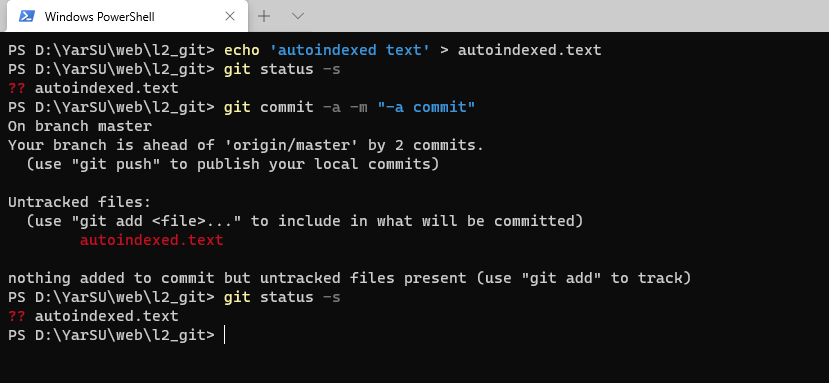 Windows PowerShell
PS D:\YarSU\web\l2_git> echo 'autoindexed text' > autoindexed.text
PS D:\YarSU\web\l2_git> git status -s
?? autoindexed.text
PS D:\YarSU\web\l2_git> git commit -a -m "-a commit"
On branch master
Your branch is ahead of 'origin/master' by 2 commits.
  (use "git push" to publish your local commits)

Untracked files:
  (use "git add <file>..." to include in what will be committed)
        autoindexed.text

nothing added to commit but untracked files present (use "git add" to track)
PS D:\YarSU\web\l2_git> git status -s
?? autoindexed.text
PS D:\YarSU\web\l2_git>